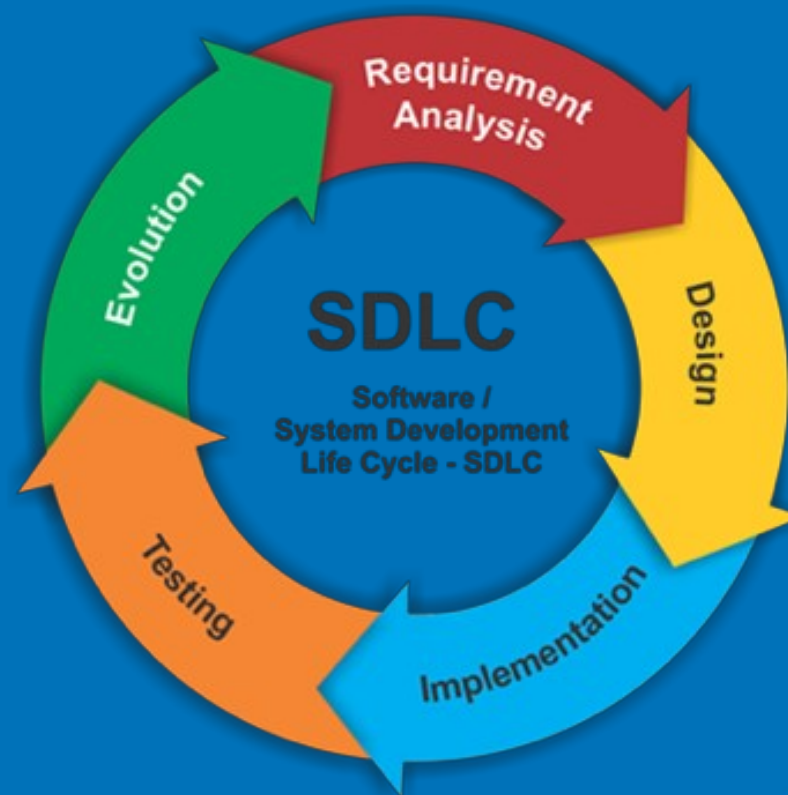 Requirement
Analysis
Design
Implementation
Testing
Evolution
SDLC
Software /
System Development
Life Cycle - SDLC